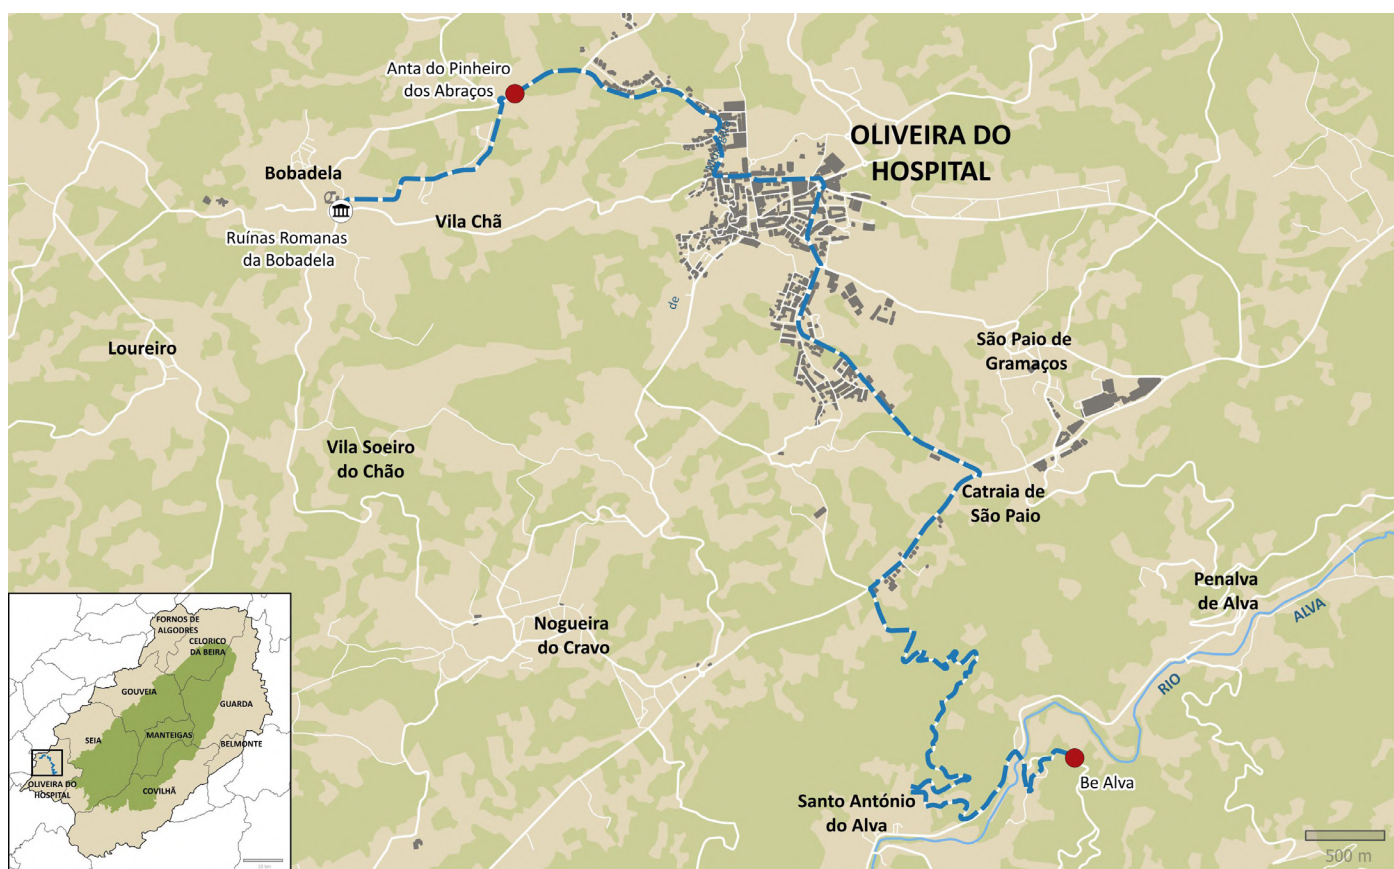 Anta do Pinheiro
dos Abraços
OLIVEIRA DO
HOSPITAL
Bobadela
Vila Chã
Ruínas Romanas
da Bobadela
de
Loureiro
São Paio de
Gramaços
Vila Soeiro
do Chão
Catraia de
São Paio
Penalva
de Alva
ALVA
RIO
Nogueira
do Cravo
Be Alva
Santo António
do Alva
500 m
FORNOS DE
ALGODRES
CELORICO
DA BEIRA
GOUVEIA
GUARDA
SEIA
MANTEIGAS
BELMONTE
OLIVEIRA DO
HOSPITAL
COVILHÃ
10 km